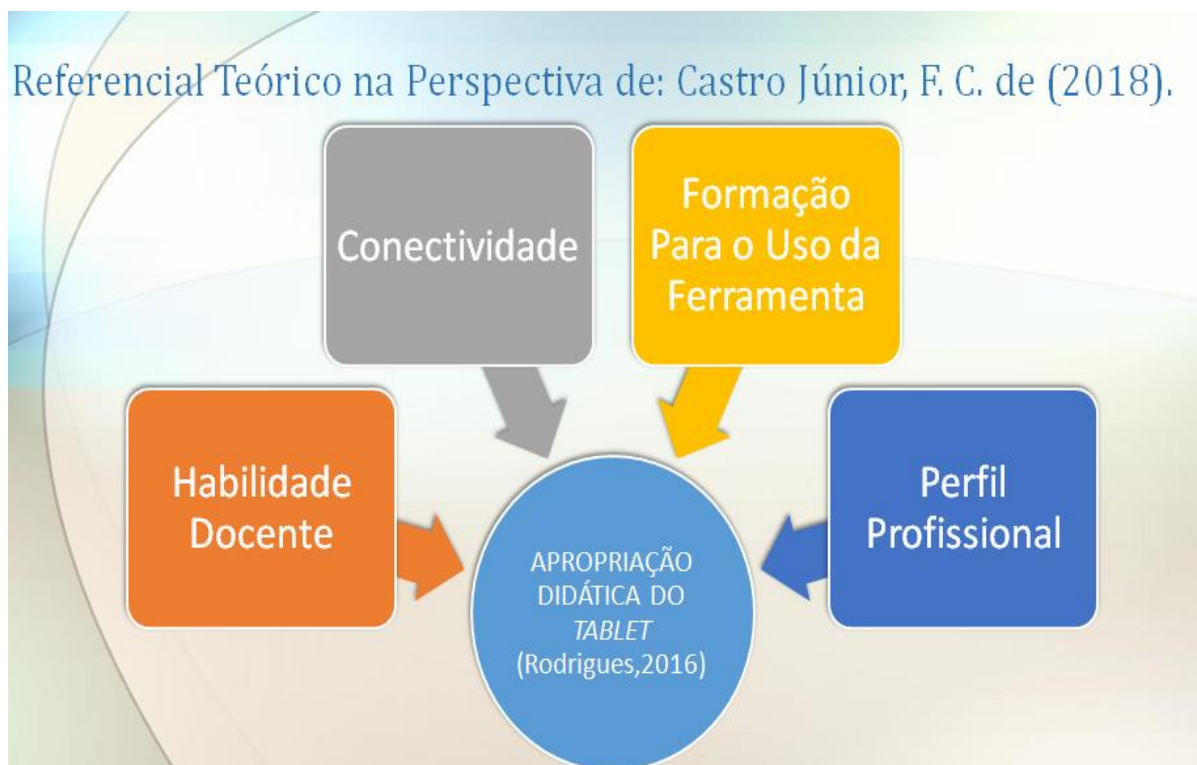 Referencial Teórico na Perspectiva de: Castro Júnior, F. C. de (2018).
Conectividade
Formação
Para o Uso da
Ferramenta
Habilidade
Docente
Perfil
Profissional
APROPRIAÇÃO
DIDÁTICA DO
TABLET
(Rodrigues,2016)